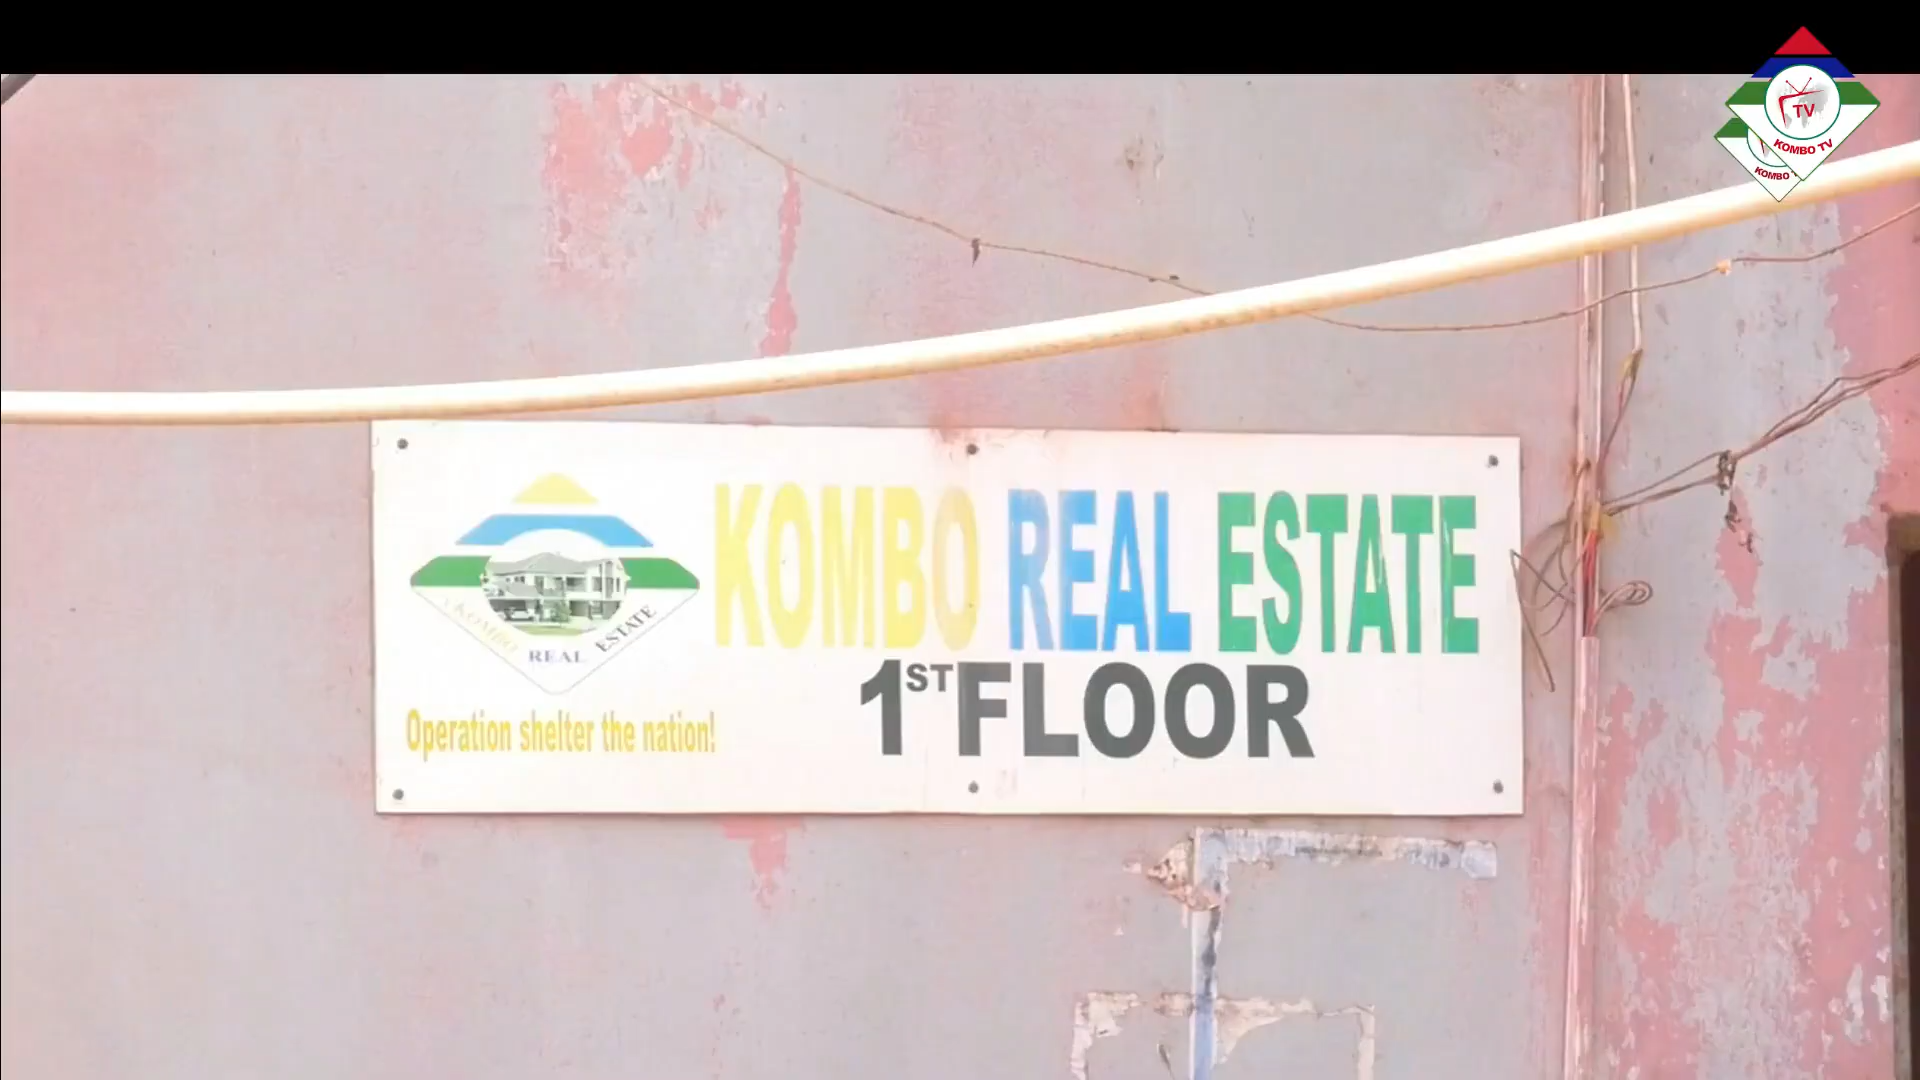 TV
KOMBO TV
KOMBO
KOMBO REAL ESTATE
1ST FLOOR
KOMBO REAL ESTATE
Operation shelter the nation!